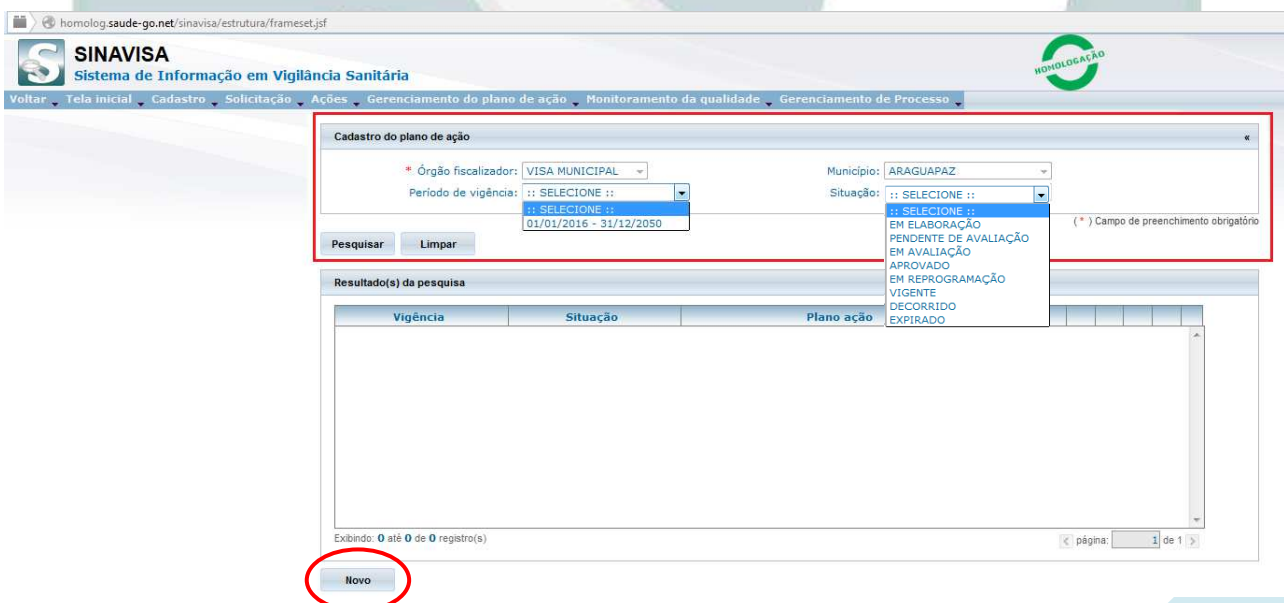 homolog.saude-go.net/sinavisa/estrutura/frameset.jsf
SINAVISA
Sistema de Informação em Vigilância Sanitária
HOMOLOGAÇÃO
Voltar Tela inicial Cadastro Solicitação Ações Gerenciamento do plano de ação Monitoramento da qualidade Gerenciamento de Processo
Cadastro do plano de ação «
* Órgão fiscalizador: VISA MUNICIPAL Município: ARAGUAPAZ
Período de vigência: :: SELECIONE :: Situação: :: SELECIONE ::
:: SELECIONE ::
01/01/2016 - 31/12/2050
:: SELECIONE ::
EM ELABORAÇÃO
PENDENTE DE AVALIAÇÃO
EM AVALIAÇÃO
APROVADO
EM REPROGRAMAÇÃO
VIGENTE
DECORRIDO
EXPIRADO
( * ) Campo de preenchimento obrigatório
Pesquisar Limpar
Resultado(s) da pesquisa
Vigência Situação Plano ação
Exibindo: 0 até 0 de 0 registro(s) página: 1 de 1
Novo